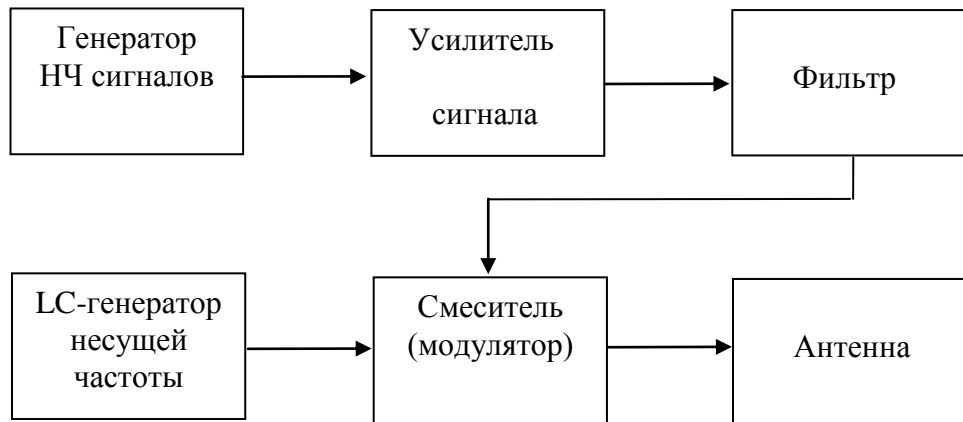 Генератор
НЧ сигналов
Усилитель
сигнала
Фильтр
LC-генератор
несущей
частоты
Смеситель
(модулятор)
Антенна